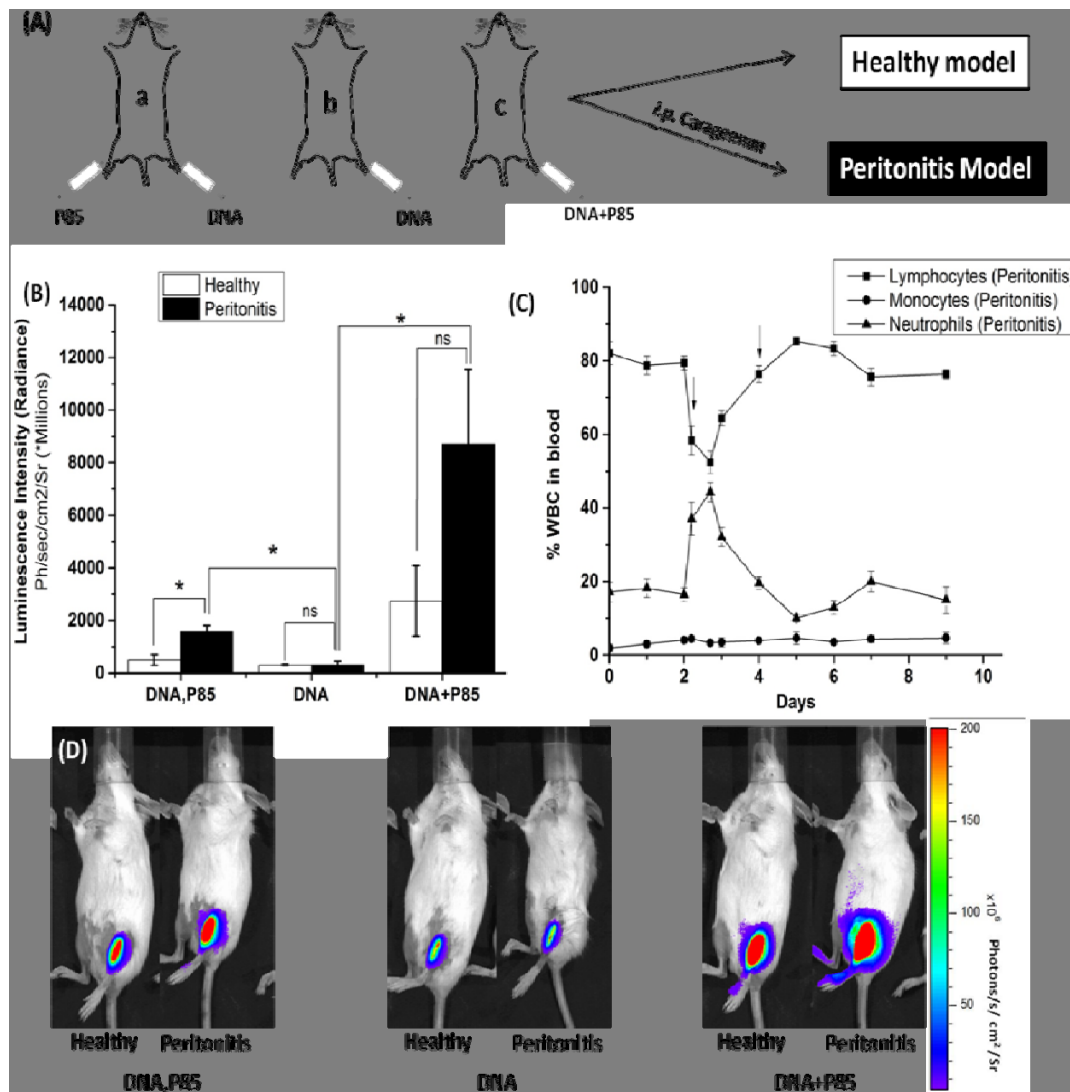 (A)
a
b
c
i.p. Carageenan
Healthy model
Peritonitis Model
P85
DNA
DNA
DNA+P85
(B)
Healthy
Peritonitis
Luminescence Intensity (Radiance)
Ph/sec/cm2/Sr (*Millions)
14000
12000
10000
8000
6000
4000
2000
0
*
*
ns
*
ns
DNA,P85
DNA
DNA+P85
(C)
Lymphocytes (Peritonitis
Monocytes (Peritonitis)
Neutrophils (Peritonitis)
% WBC in blood
100
80
60
40
20
0
0
2
4
6
8
10
Days
(D)
Healthy
Peritonitis
DNA,P85
Healthy
Peritonitis
DNA
Healthy
Peritonitis
DNA+P85
200
150
100
50
x10⁶ Photons/s/ cm²/Sr